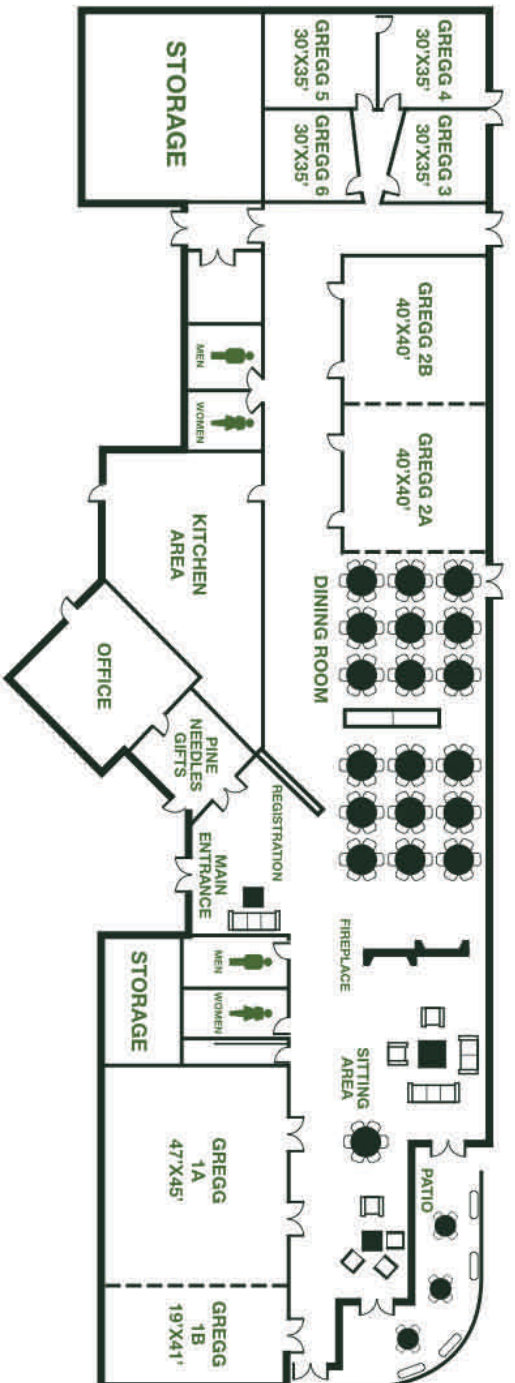 STORAGE
GREGG 5
30'X35'
GREGG 4
30'X35'
GREGG 6
30'X35'
GREGG 3
30'X35'
GREGG 2B
40'X40'
GREGG 2A
40'X40'
MEN
WOMEN
KITCHEN
AREA
DINING ROOM
OFFICE
PINE
NEEDLES
GIFTS
REGISTRATION
MAIN
ENTRANCE
FIREPLACE
MEN
WOMEN
STORAGE
SITTING
AREA
PATIO
GREGG
1A
47'X45'
GREGG
1B
19'X41'